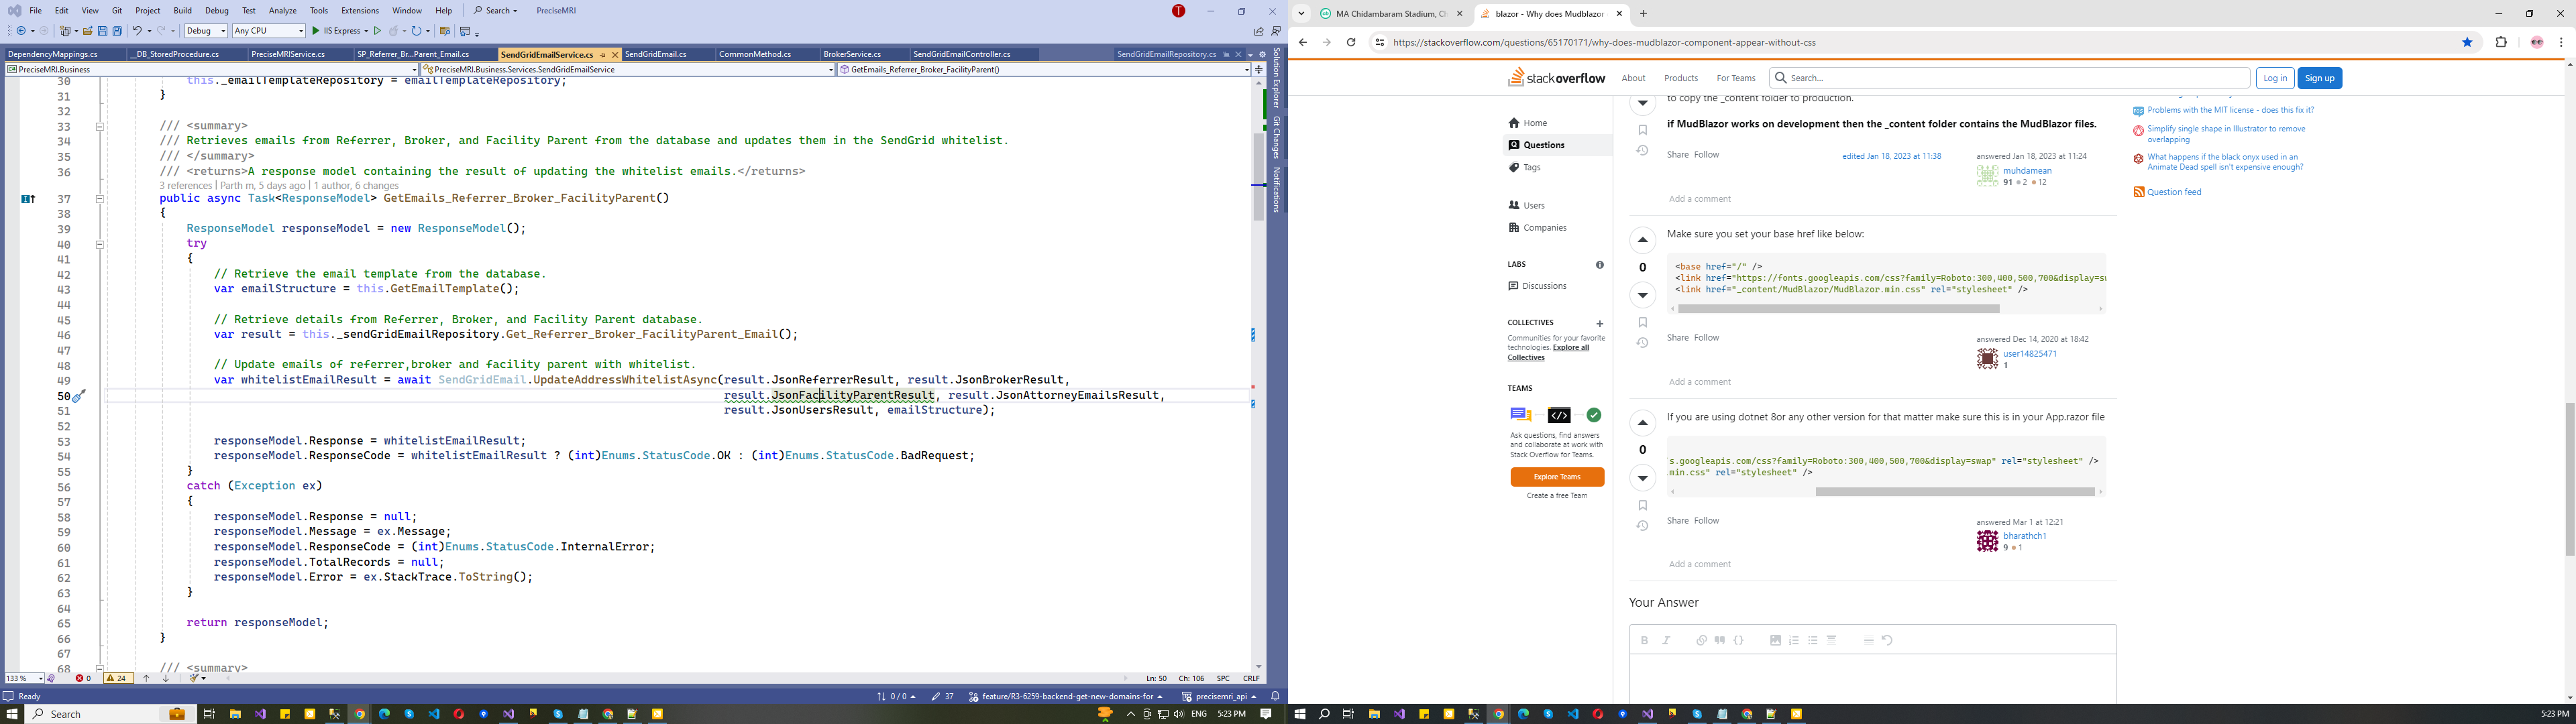 File Edit View Git Project Build Debug Test Analyze Tools Extensions Window Help Search PreciseMRI T
Debug Any CPU IIS Express
DependencyMappings.cs __DB_StoredProcedure.cs PreciseMRIService.cs SP_Referrer_Br...Parent_Email.cs SendGridEmailService.cs SendGridEmail.cs CommonMethod.cs BrokerService.cs SendGridEmailController.cs SendGridEmailRepository.cs
PreciseMRI.Business PreciseMRI.Business.Services.SendGridEmailService GetEmails_Referrer_Broker_FacilityParent()
30 this._emailTemplateRepository = emailTemplateRepository;
31 }
32
33 /// <summary>
34 /// Retrieves emails from Referrer, Broker, and Facility Parent from the database and updates them in the SendGrid whitelist.
35 /// </summary>
36 /// <returns>A response model containing the result of updating the whitelist emails.</returns>
3 references | Parth m, 5 days ago | 1 author, 6 changes
37 public async Task<ResponseModel> GetEmails_Referrer_Broker_FacilityParent()
38 {
39 ResponseModel responseModel = new ResponseModel();
40 try
41 {
42 // Retrieve the email template from the database.
43 var emailStructure = this.GetEmailTemplate();
44
45 // Retrieve details from Referrer, Broker, and Facility Parent database.
46 var result = this._sendGridEmailRepository.Get_Referrer_Broker_FacilityParent_Email();
47
48 // Update emails of referrer,broker and facility parent with whitelist.
49 var whitelistEmailResult = await SendGridEmail.UpdateAddressWhitelistAsync(result.JsonReferrerResult, result.JsonBrokerResult,
50 result.JsonFacilityParentResult, result.JsonAttorneyEmailsResult,
51 result.JsonUsersResult, emailStructure);
52
53 responseModel.Response = whitelistEmailResult;
54 responseModel.ResponseCode = whitelistEmailResult ? (int)Enums.StatusCode.OK : (int)Enums.StatusCode.BadRequest;
55 }
56 catch (Exception ex)
57 {
58 responseModel.Response = null;
59 responseModel.Message = ex.Message;
60 responseModel.ResponseCode = (int)Enums.StatusCode.InternalError;
61 responseModel.TotalRecords = null;
62 responseModel.Error = ex.StackTrace.ToString();
63 }
64
65 return responseModel;
66 }
67
68 /// <summary>
133 % 0 24 Ln: 50 Ch: 106 SPC CRLF
Ready 0 / 0 37 feature/R3-6259-backend-get-new-domains-for precisemri_api
Solution Explorer
Git Changes
Notifications
Search ENG 5:23 PM
MA Chidambaram Stadium, C blazor - Why does Mudblazor
https://stackoverflow.com/questions/65170171/why-does-mudblazor-component-appear-without-css
stackoverflow About Products For Teams Search... Log in Sign up
Home
Questions
Tags
Users
Companies
LABS
Discussions
COLLECTIVES
Communities for your favorite
technologies. Explore all
Collectives
TEAMS
Ask questions, find answers
and collaborate at work with
Stack Overflow for Teams.
Explore Teams
Create a free Team
to copy the _content folder to production.
if MudBlazor works on development then the _content folder contains the MudBlazor files.
Share Follow edited Jan 18, 2023 at 11:38 answered Jan 18, 2023 at 11:24
muhdamean
91 2 12
Add a comment
Make sure you set your base href like below:
0
<base href="/" />
<link href="https://fonts.googleapis.com/css?family=Roboto:300,400,500,700&display=sw
<link href="_content/MudBlazor/MudBlazor.min.css" rel="stylesheet" />
Share Follow answered Dec 14, 2020 at 18:42
user14825471
1
Add a comment
If you are using dotnet 8or any other version for that matter make sure this is in your App.razor file
0
s.googleapis.com/css?family=Roboto:300,400,500,700&display=swap" rel="stylesheet" />
min.css" rel="stylesheet" />
Share Follow answered Mar 1 at 12:21
bharathch1
9 1
Add a comment
Your Answer
Problems with the MIT license - does this fix it?
Simplify single shape in Illustrator to remove
overlapping
What happens if the black onyx used in an
Animate Dead spell isn't expensive enough?
Question feed
5:23 PM